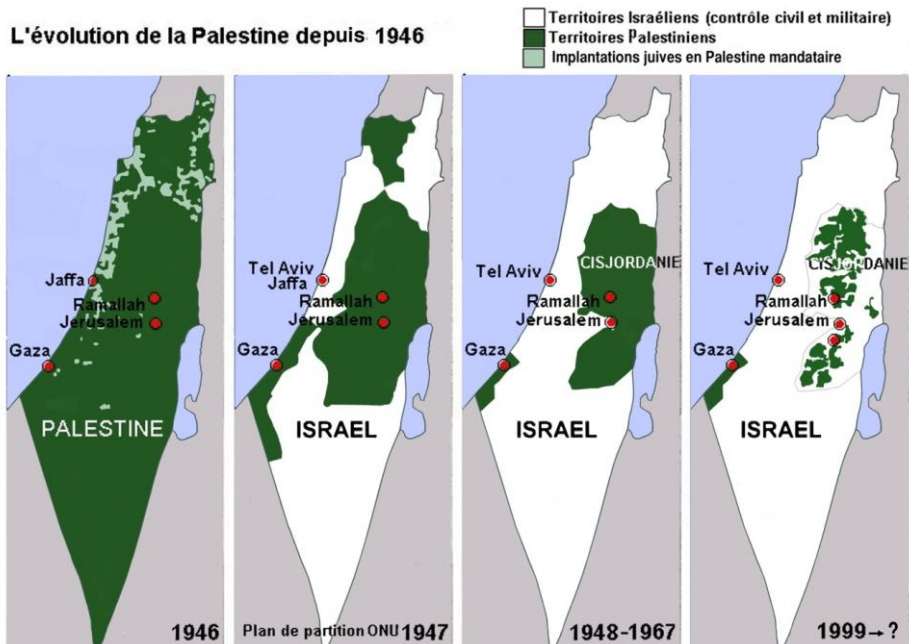 L'évolution de la Palestine depuis 1946
Territoires Israéliens (contrôle civil et militaire)
Territoires Palestiniens
Implantations juives en Palestine mandataire
Jaffa
Ramallah
Jerusalem
Gaza
PALESTINE
1946
Tel Aviv
Jaffa
Ramallah
Jerusalem
Gaza
ISRAEL
Plan de partition ONU 1947
CISJORDANIE
Tel Aviv
Ramallah
Jerusalem
Gaza
ISRAEL
1948-1967
CISJORDANIE
Tel Aviv
Ramallah
Jerusalem
Gaza
ISRAEL
1999→?